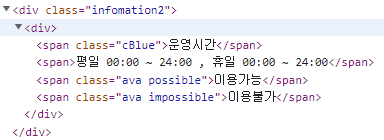 <div class="infomation2">
<div>
<span class="cBlue">운영시간</span>
<span>평일 00:00 ~ 24:00 , 휴일 00:00 ~ 24:00</span>
<span class="ava possible">이용가능</span>
<span class="ava impossible">이용불가</span>
</div>
</div>